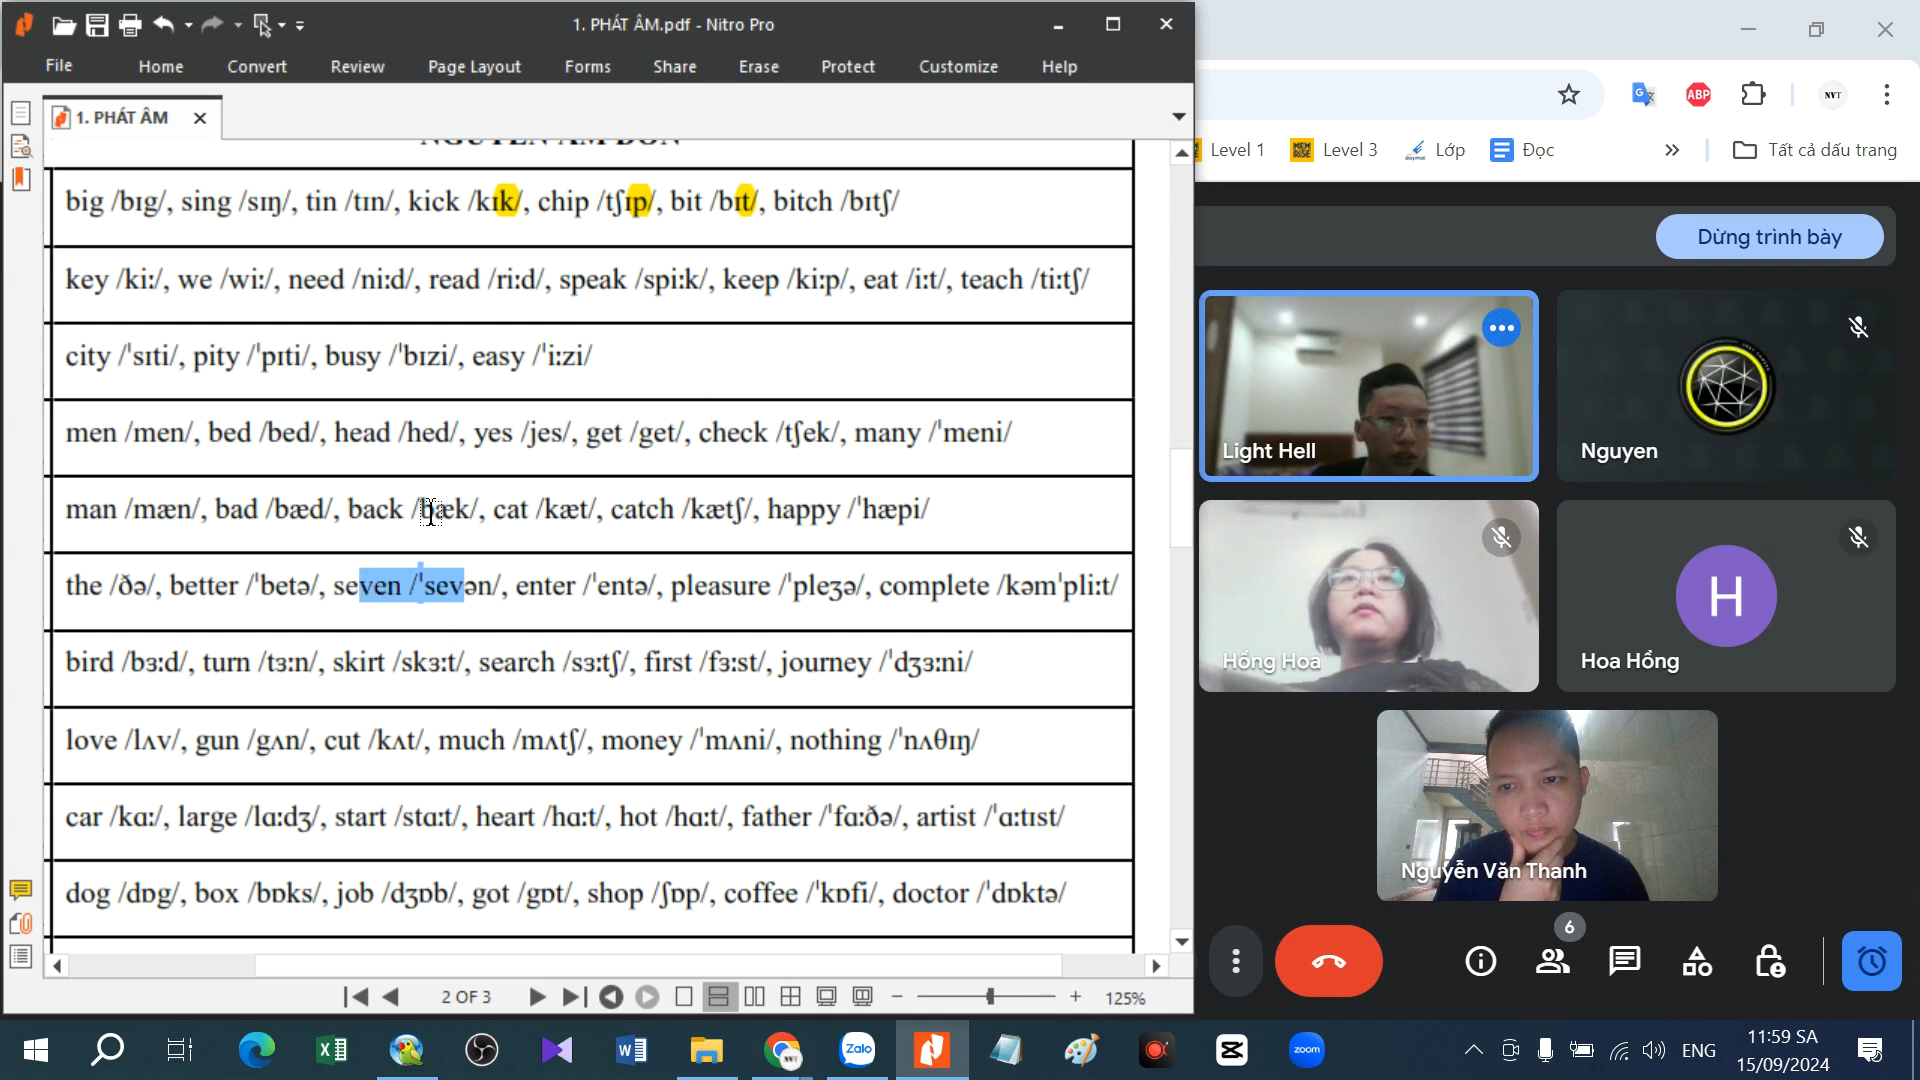 1. PHÁT ÂM.pdf - Nitro Pro
File Home Convert Review Page Layout Forms Share Erase Protect Customize Help
1. PHÁT ÂM
big /bɪg/, sing /sɪŋ/, tin /tɪn/, kick /kɪk/, chip /tʃɪp/, bit /bɪt/, bitch /bɪtʃ/
key /ki:/, we /wi:/, need /ni:d/, read /ri:d/, speak /spi:k/, keep /ki:p/, eat /i:t/, teach /ti:tʃ/
city /ˈsɪti/, pity /ˈpɪti/, busy /ˈbɪzi/, easy /ˈi:zi/
men /men/, bed /bed/, head /hed/, yes /jes/, get /get/, check /tʃek/, many /ˈmeni/
man /mæn/, bad /bæd/, back /bæk/, cat /kæt/, catch /kætʃ/, happy /ˈhæpi/
the /ðə/, better /ˈbetə/, seven /ˈsevən/, enter /ˈentə/, pleasure /ˈpleʒə/, complete /kəmˈpli:t/
bird /bɜ:d/, turn /tɜ:n/, skirt /skɜ:t/, search /sɜ:tʃ/, first /fɜ:st/, journey /ˈdʒɜ:ni/
love /lʌv/, gun /gʌn/, cut /kʌt/, much /mʌtʃ/, money /ˈmʌni/, nothing /ˈnʌθɪŋ/
car /kɑ:/, large /lɑ:dʒ/, start /stɑ:t/, heart /hɑ:t/, hot /hɑ:t/, father /ˈfɑ:ðə/, artist /ˈɑ:tɪst/
dog /dɒg/, box /bɒks/, job /dʒɒb/, got /gɒt/, shop /ʃɒp/, coffee /ˈkɒfi/, doctor /ˈdɒktə/
2 OF 3
125%
ABP
NVT
Level 1
MEM RISE
Level 3
Lớp
Đọc
Tất cả dấu trang
Dừng trình bày
Light Hell
Nguyen
Hồng Hoa
H
Hoa Hồng
Nguyễn Văn Thanh
6
Zalo
zoom
ENG
11:59 SA
15/09/2024